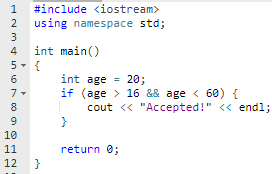 1 #include <iostream>
2 using namespace std;
3
4 int main()
5 {
6     int age = 20;
7     if (age > 16 && age < 60) {
8         cout << "Accepted!" << endl;
9     }
10
11     return 0;
12 }